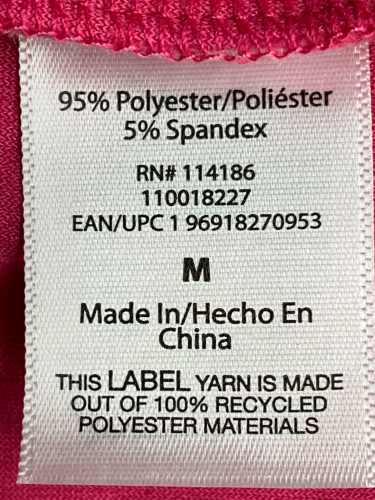 95% Polyester/Poliéster
5% Spandex
RN# 114186
110018227
EAN/UPC 1 96918270953
M
Made In/Hecho En
China
THIS LABEL YARN IS MADE
OUT OF 100% RECYCLED
POLYESTER MATERIALS